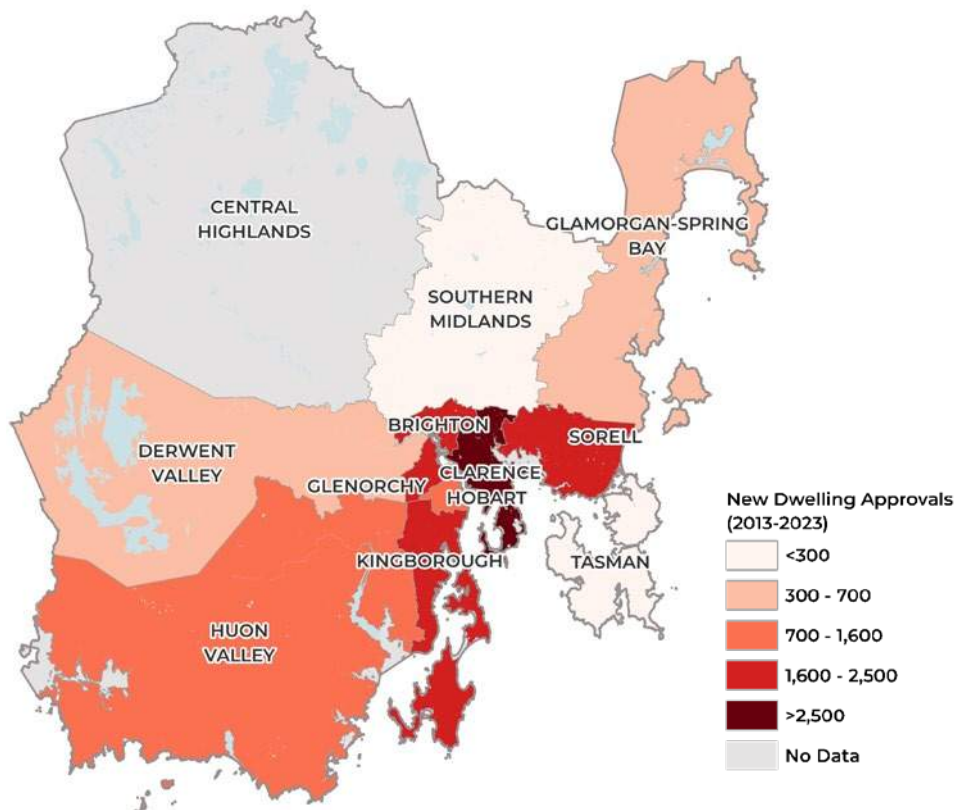 CENTRAL
HIGHLANDS
GLAMORGAN-SPRING
BAY
SOUTHERN
MIDLANDS
BRIGHTON
SORELL
DERWENT
VALLEY
CLARENCE
GLENORCHY
HOBART
KINGBOROUGH
TASMAN
HUON
VALLEY
New Dwelling Approvals
(2013-2023)
<300
300 - 700
700 - 1,600
1,600 - 2,500
>2,500
No Data